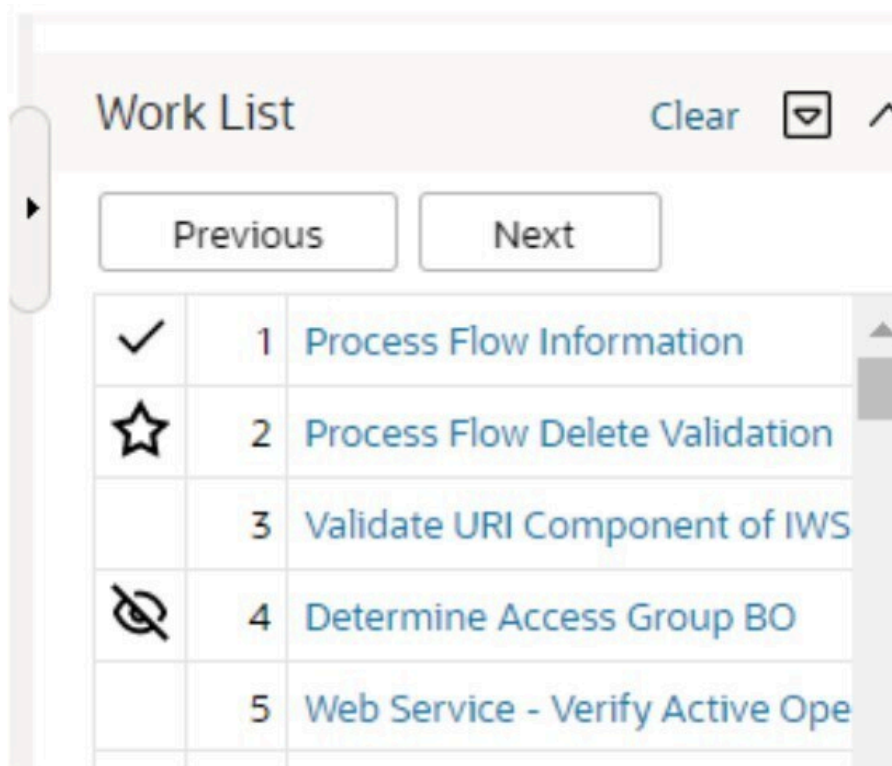 Work List Clear
Previous Next
1 Process Flow Information
2 Process Flow Delete Validation
3 Validate URI Component of IWS
4 Determine Access Group BO
5 Web Service - Verify Active Ope